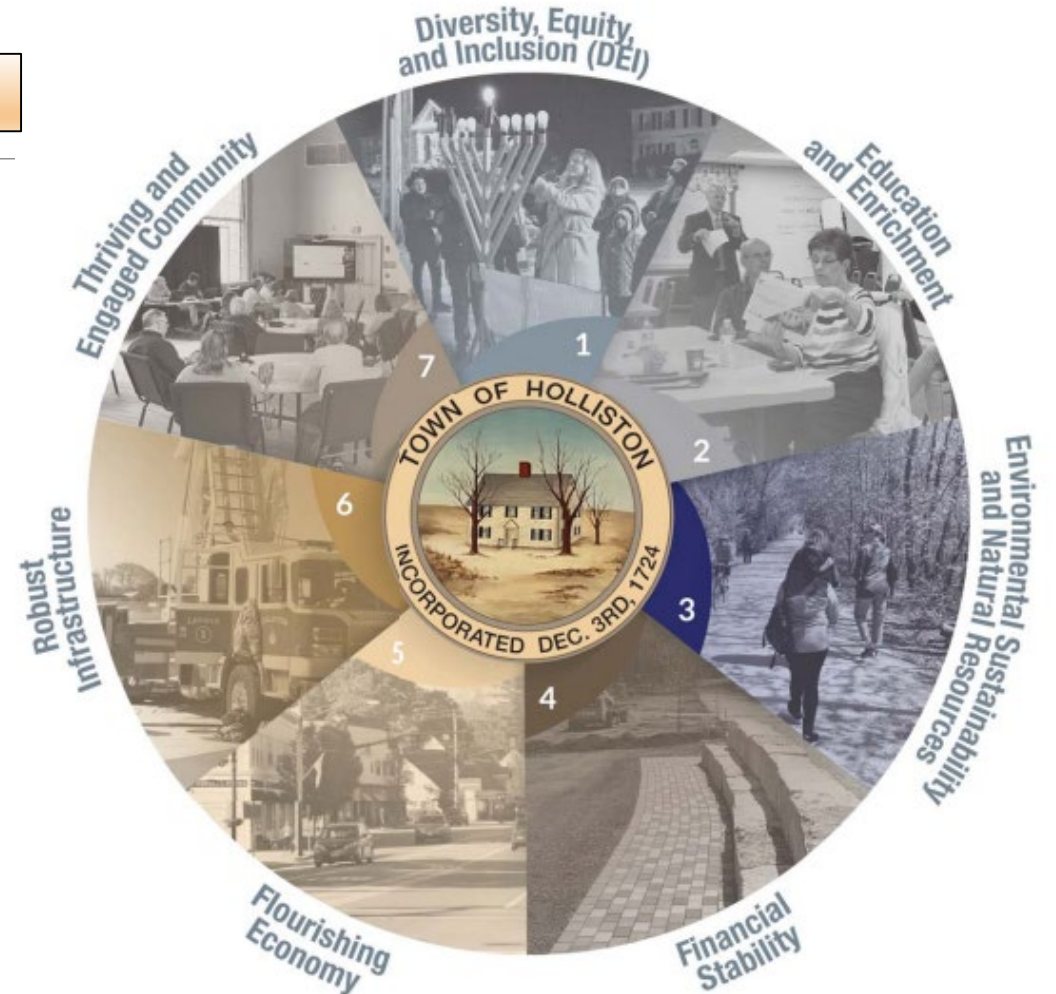 Diversity, Equity,
and Inclusion (DEI)
1
Education
and Enrichment
2
Environmental Sustainability
and Natural Resources
3
Financial
Stability
4
Flourishing
Economy
5
Robust
Infrastructure
6
Thriving and
Engaged Community
7
TOWN OF HOLLISTON
INCORPORATED DEC. 3RD, 1724